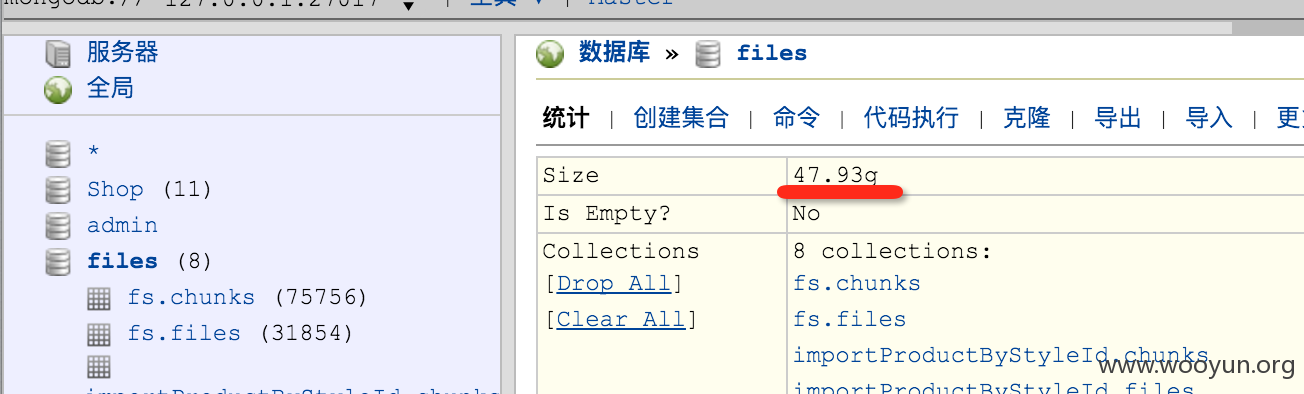 mongodb:// 127.0.0.1:27017 ▼ | 工具 ▼ | Master
服务器
全局
*
Shop (11)
admin
files (8)
fs.chunks (75756)
fs.files (31854)
importProductByStyleId.chunks
数据库 » files
统计 | 创建集合 | 命令 | 代码执行 | 克隆 | 导出 | 导入 | 更
Size 47.93g
Is Empty? No
Collections 8 collections:
[Drop All] fs.chunks
[Clear All] fs.files
importProductByStyleId.chunks
importProductByStyleId.files
www.wooyun.org